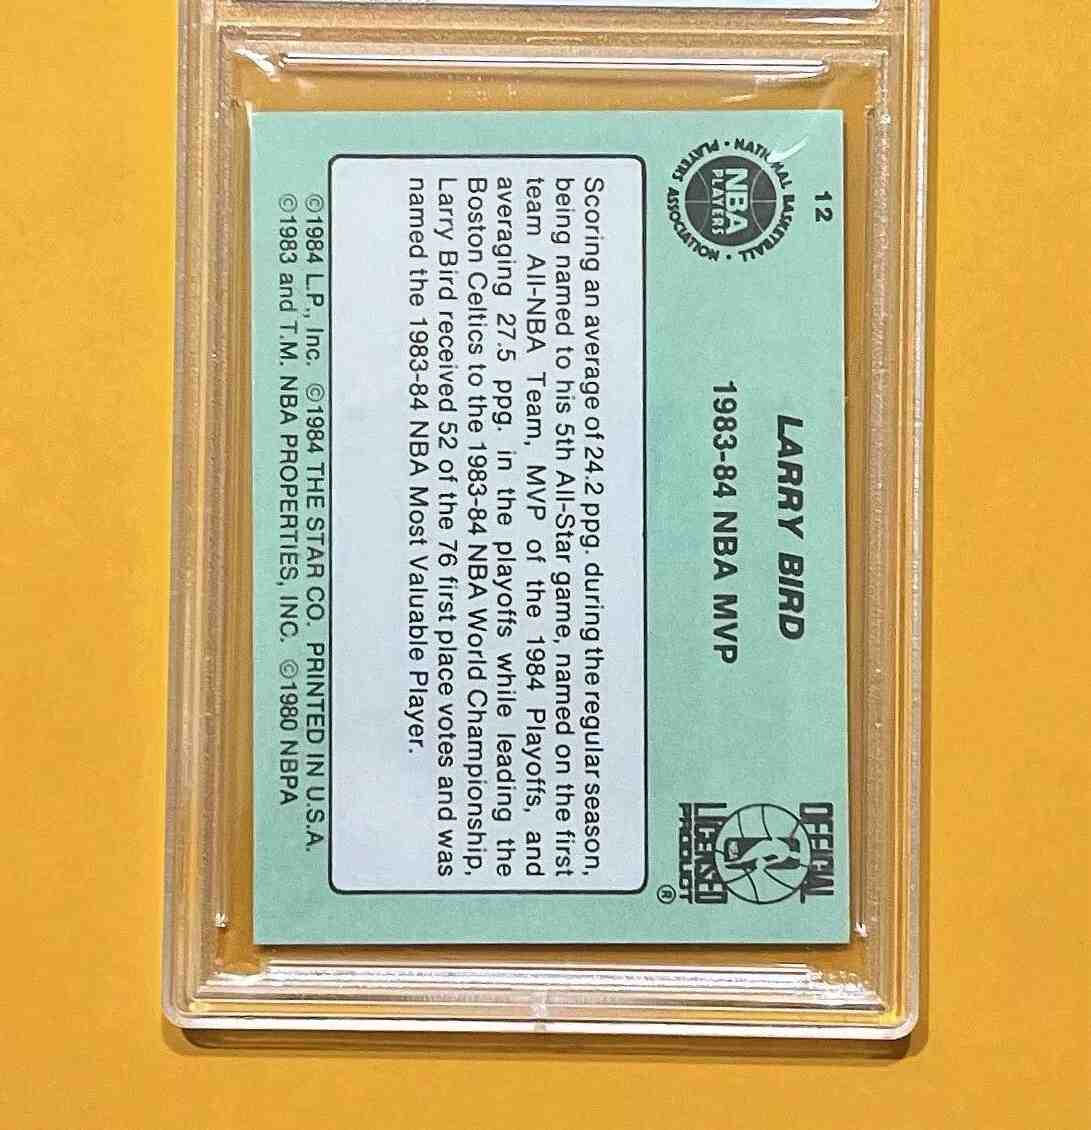 12
NATIONAL BASKETBALL PLAYERS ASSOCIATION
NBA
PLAYERS
LARRY BIRD
1983-84 NBA MVP
OFFICIAL
NBA
LICENSED
PRODUCT
®
Scoring an average of 24.2 ppg. during the regular season,
being named to his 5th All-Star game, named on the first
team All-NBA Team, MVP of the 1984 Playoffs, and
averaging 27.5 ppg. in the playoffs while leading the
Boston Celtics to the 1983-84 NBA World Championship,
Larry Bird received 52 of the 76 first place votes and was
named the 1983-84 NBA Most Valuable Player.
©1984 L.P., Inc. ©1984 THE STAR CO. PRINTED IN U.S.A.
©1983 and T.M. NBA PROPERTIES, INC. ©1980 NBPA